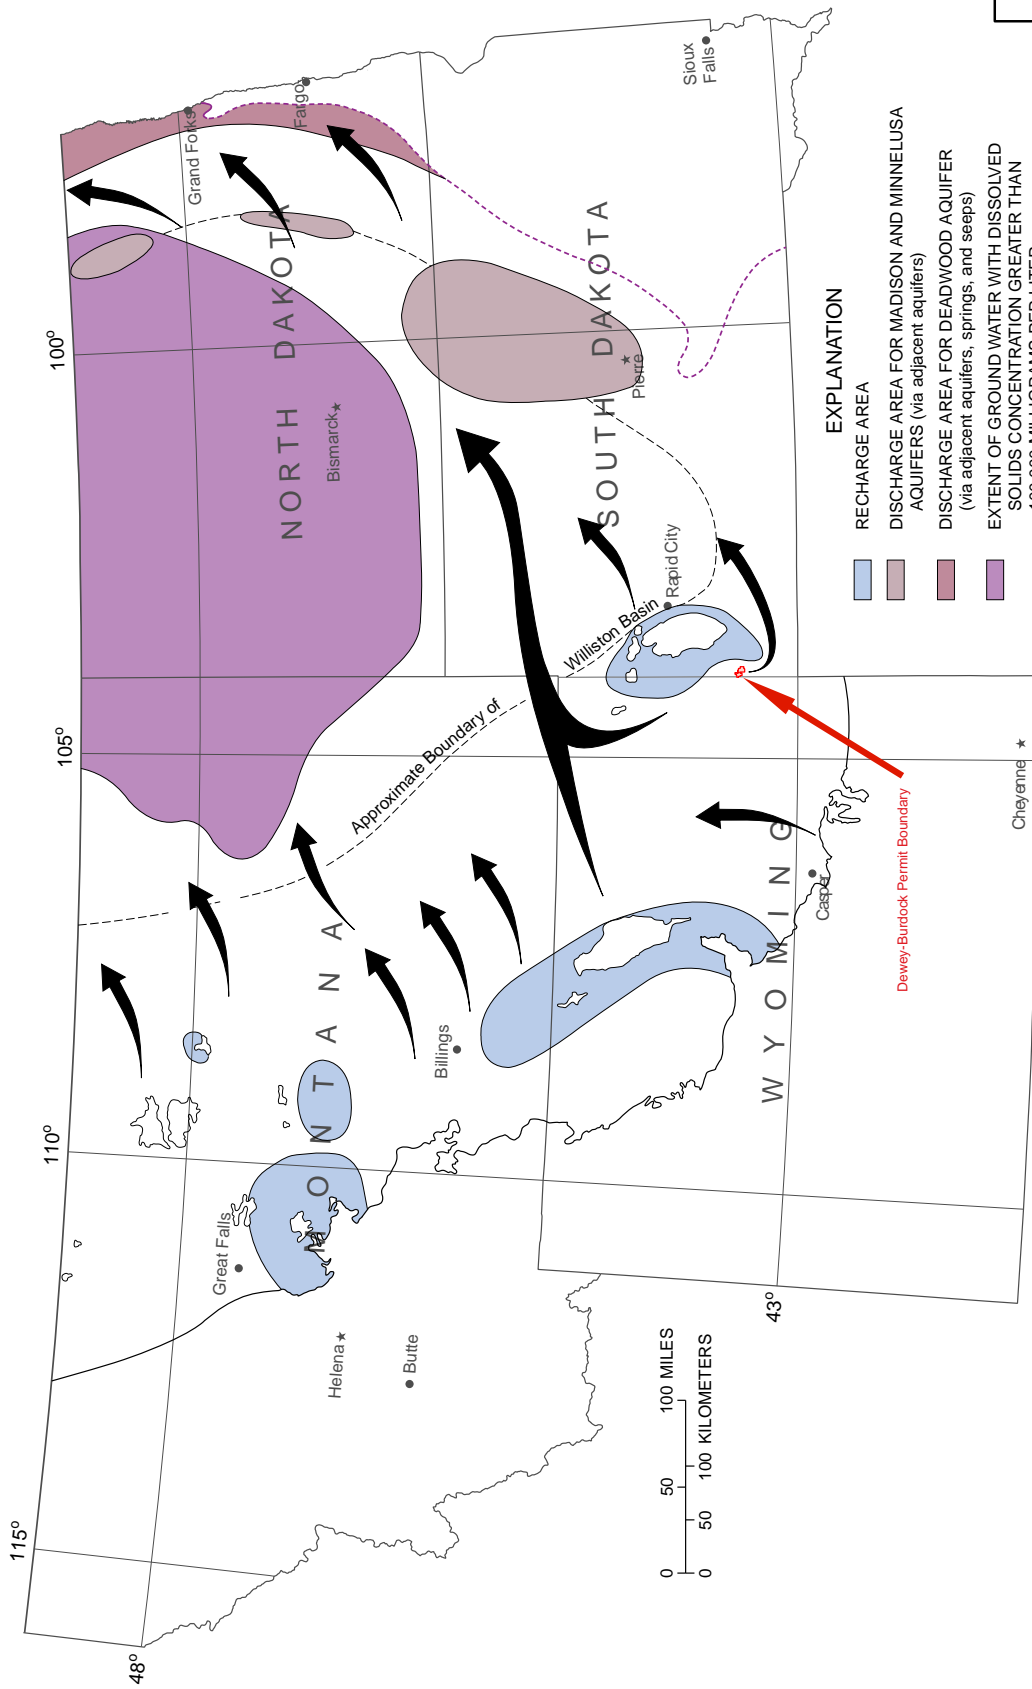 115°
110°
105°
100°
48°
43°
Grand Forks
Fargo
NORTH DAKOTA
Bismarck
Great Falls
MONTANA
Helena
Butte
Billings
Approximate Boundary of
Williston Basin
SOUTH DAKOTA
Pierre
Rapid City
Sioux
Falls
WYOMING
Casper
Cheyenne
Dewey-Burdock Permit Boundary
0 50 100 MILES
0 50 100 KILOMETERS
EXPLANATION
RECHARGE AREA
DISCHARGE AREA FOR MADISON AND MINNELUSA
AQUIFERS (via adjacent aquifers)
DISCHARGE AREA FOR DEADWOOD AQUIFER
(via adjacent aquifers, springs, and seeps)
EXTENT OF GROUND WATER WITH DISSOLVED
SOLIDS CONCENTRATION GREATER THAN
MILLIGRAMS PER LITER